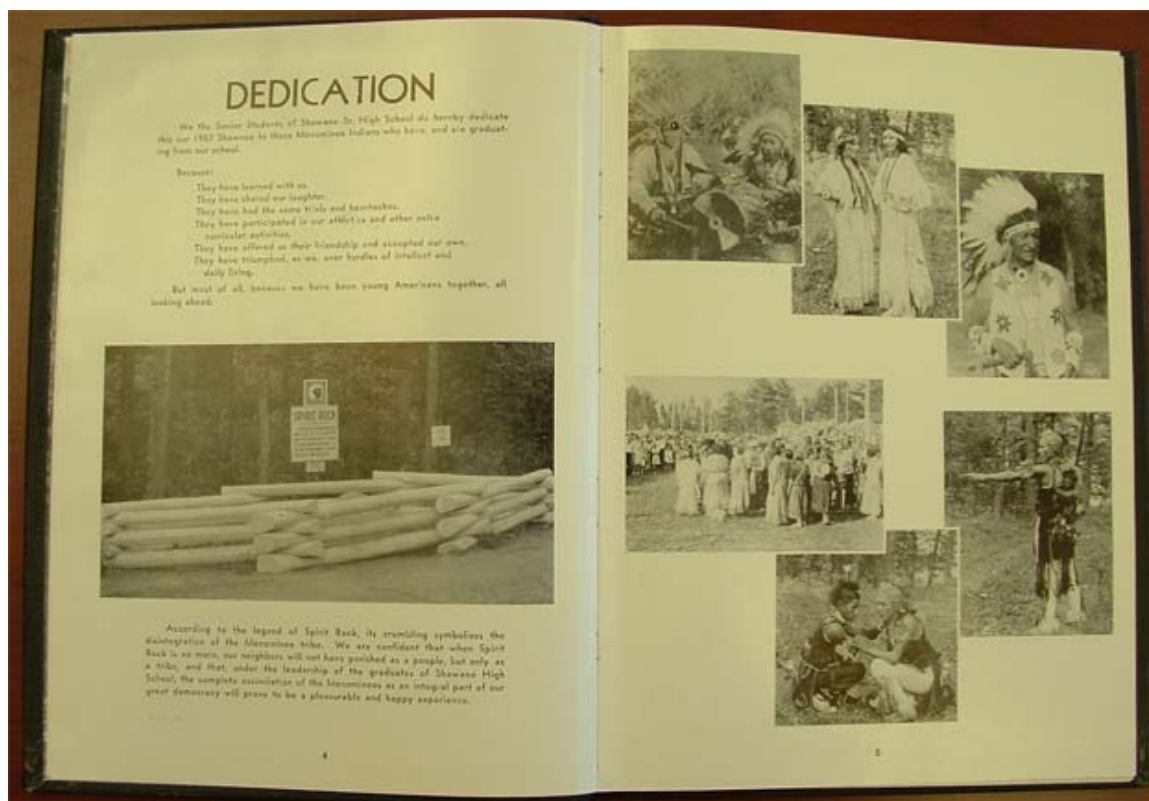 DEDICATION
We the Senior Students of Shawano Sr. High School do hereby dedicate
this our 1957 Shawnee to those Menominee Indians who have, and are graduat-
ing from our school.
Because:
They have learned with us.
They have shared our laughter.
They have had the same trials and heartaches.
They have participated in our athletics and other extra
curricular activities.
They have offered us their friendship and accepted our own.
They have triumphed, as we, over hurdles of intellect and
daily living.
But most of all, because we have been young Americans together, all
looking ahead.
SPIRIT ROCK
According to the legend of Spirit Rock, its crumbling symbolizes the
disintegration of the Menominee tribe. We are confident that when Spirit
Rock is no more, our neighbors will not have perished as a people, but only as
a tribe, and that, under the leadership of the graduates of Shawano High
School, the complete assimilation of the Menominees as an integral part of our
great democracy will prove to be a pleasurable and happy experience.
4
5